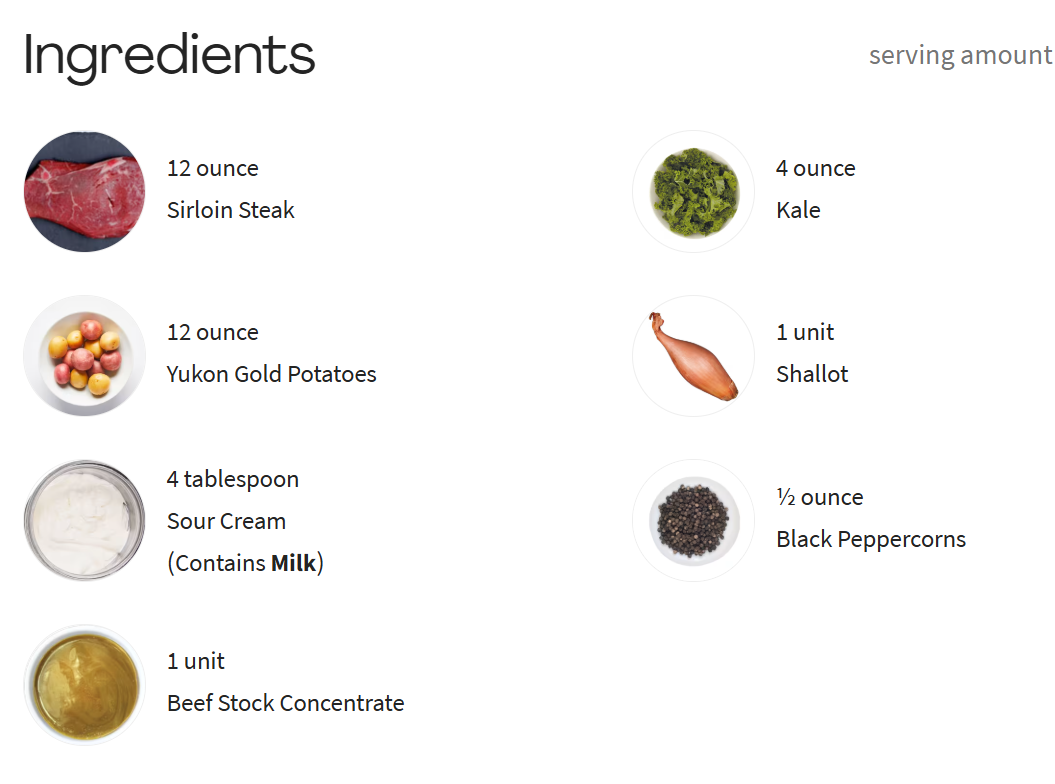 Ingredients
serving amount
12 ounce
Sirloin Steak
4 ounce
Kale
12 ounce
Yukon Gold Potatoes
1 unit
Shallot
4 tablespoon
Sour Cream
(Contains Milk)
½ ounce
Black Peppercorns
1 unit
Beef Stock Concentrate